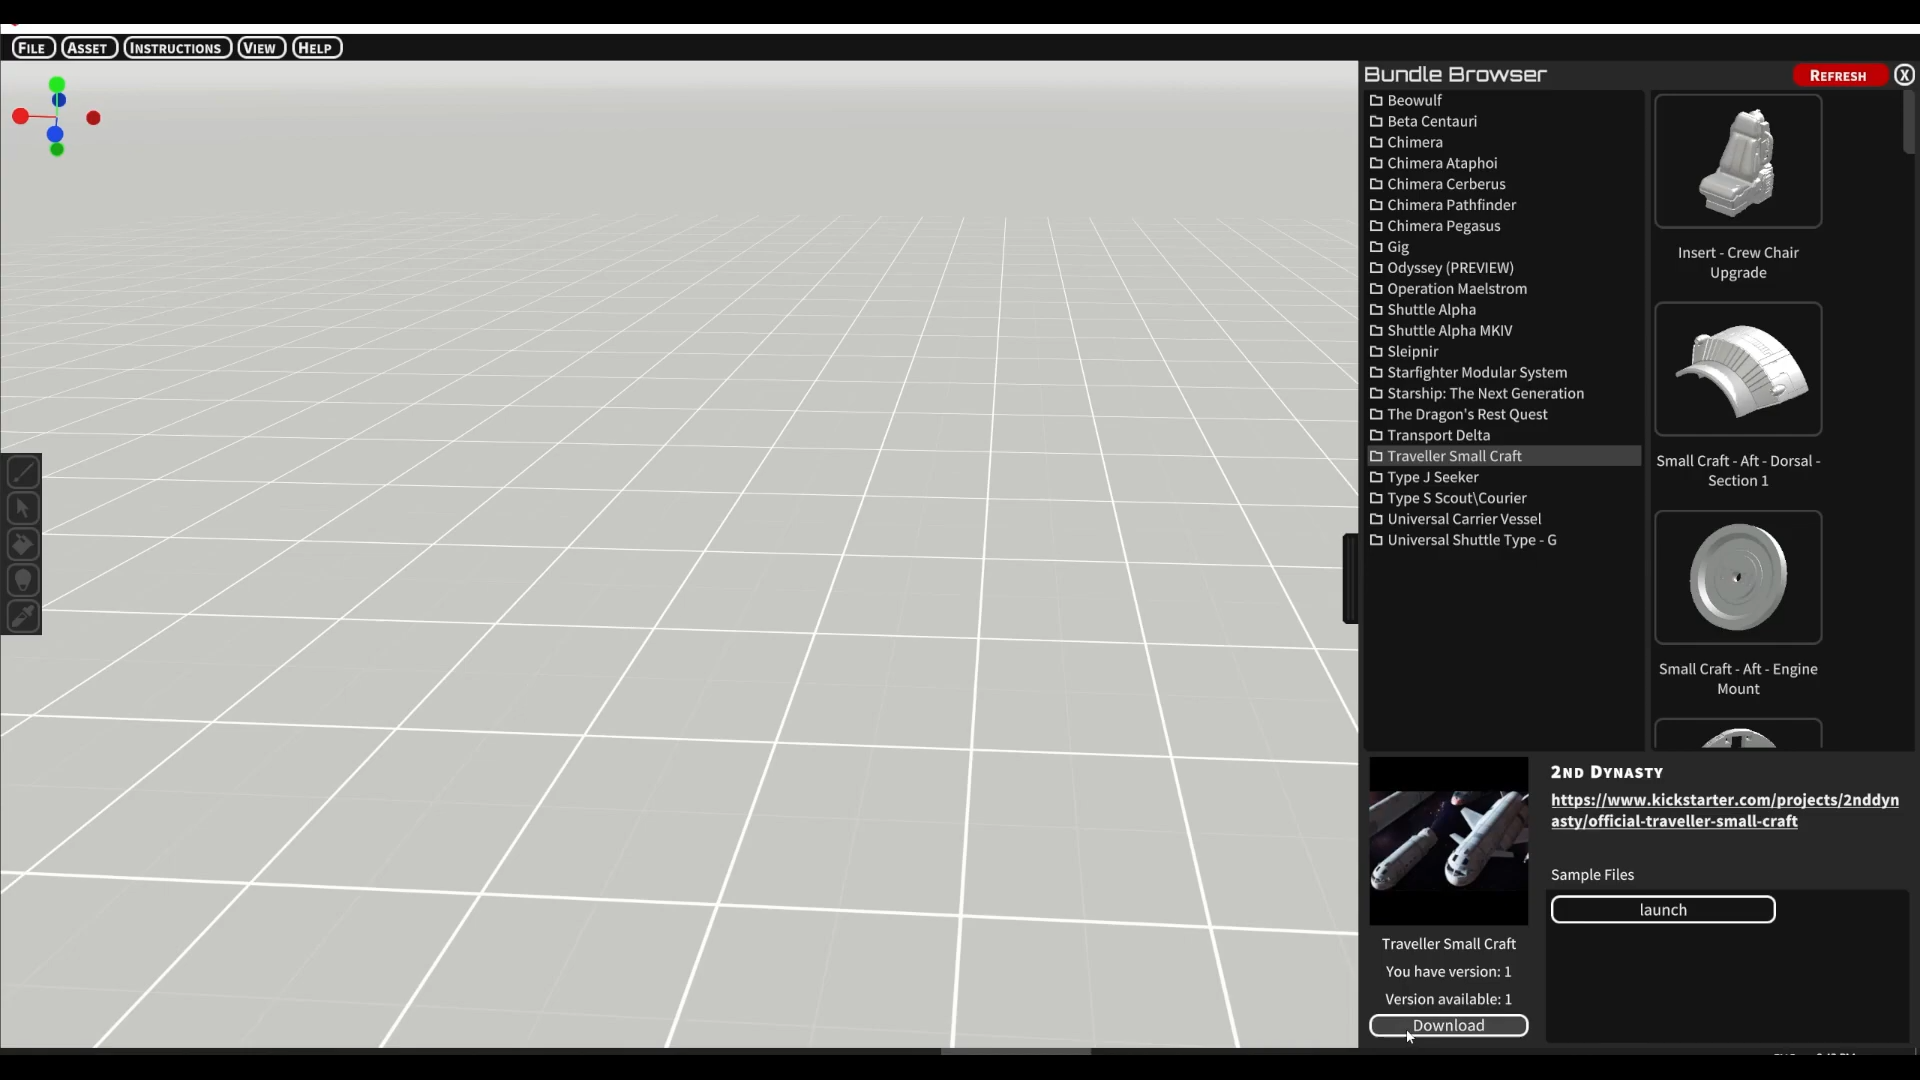 FILE
ASSET
INSTRUCTIONS
VIEW
HELP
Bundle Browser
REFRESH
X
Beowulf
Beta Centauri
Chimera
Chimera Ataphoi
Chimera Cerberus
Chimera Pathfinder
Chimera Pegasus
Gig
Odyssey (PREVIEW)
Operation Maelstrom
Shuttle Alpha
Shuttle Alpha MKIV
Sleipnir
Starfighter Modular System
Starship: The Next Generation
The Dragon's Rest Quest
Transport Delta
Traveller Small Craft
Type J Seeker
Type S Scout\Courier
Universal Carrier Vessel
Universal Shuttle Type - G
Insert - Crew Chair
Upgrade
Small Craft - Aft - Dorsal -
Section 1
Small Craft - Aft - Engine
Mount
Traveller Small Craft
You have version: 1
Version available: 1
Download
2ND DYNASTY
https://www.kickstarter.com/projects/2nddyn
asty/official-traveller-small-craft
Sample Files
launch